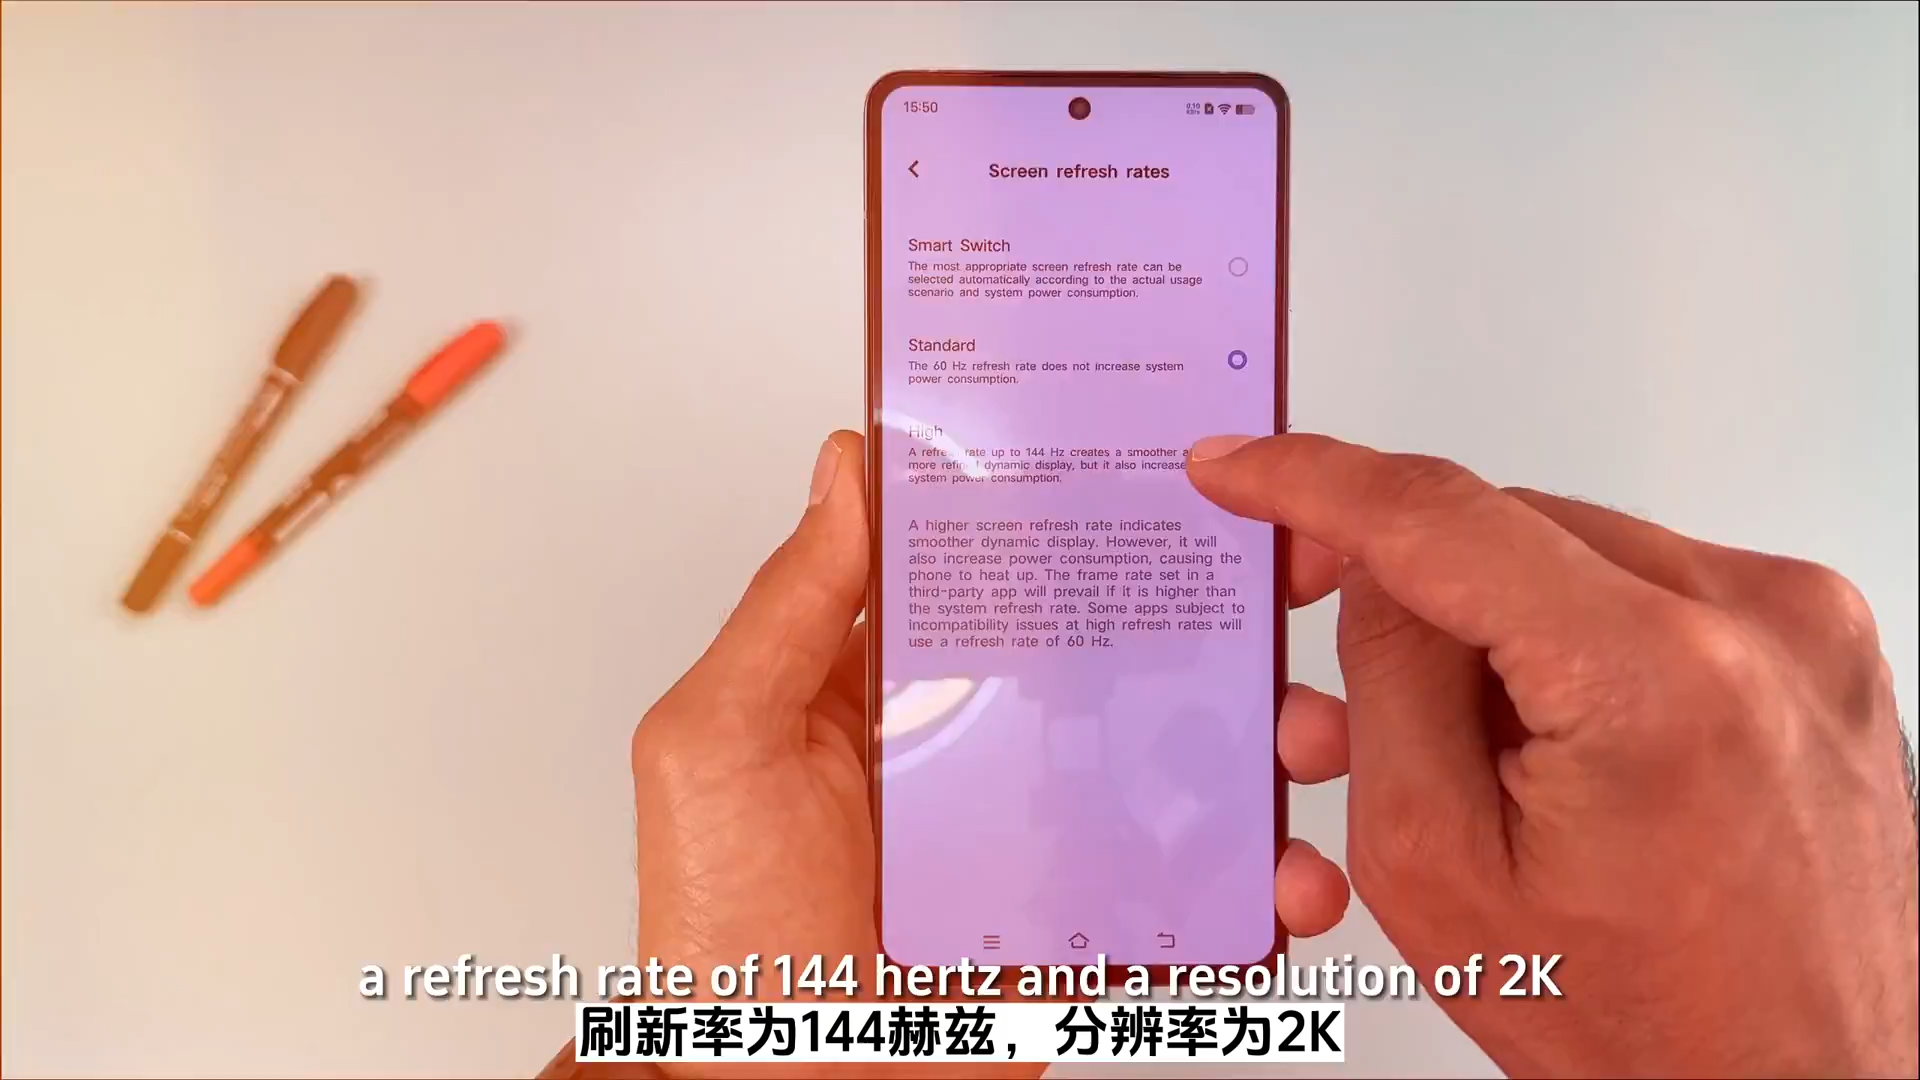 15:50
Screen refresh rates
Smart Switch
The most appropriate screen refresh rate can be
selected automatically according to the actual usage
scenario and system power consumption.
Standard
The 60 Hz refresh rate does not increase system
power consumption.
High
A refre rate up to 144 Hz creates a smoother a
more refin dynamic display, but it also increase
system power consumption.
A higher screen refresh rate indicates
smoother dynamic display. However, it will
also increase power consumption, causing the
phone to heat up. The frame rate set in a
third-party app will prevail if it is higher than
the system refresh rate. Some apps subject to
incompatibility issues at high refresh rates will
use a refresh rate of 60 Hz.
a refresh rate of 144 hertz and a resolution of 2K
刷新率为144赫兹，分辨率为2K